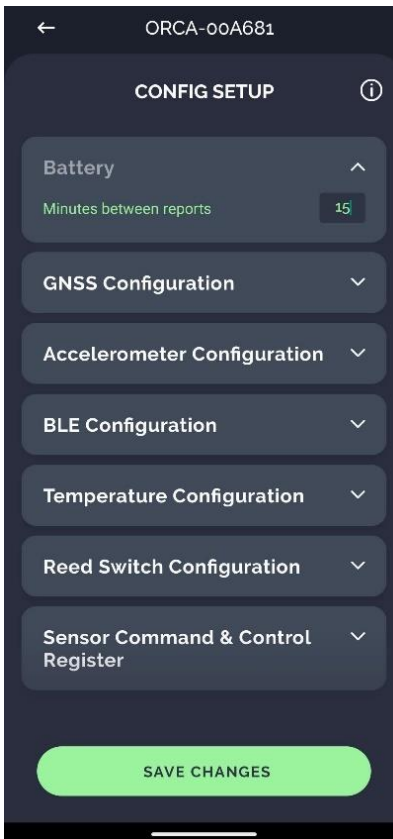 ORCA-00A681
CONFIG SETUP
Battery
Minutes between reports 15
GNSS Configuration
Accelerometer Configuration
BLE Configuration
Temperature Configuration
Reed Switch Configuration
Sensor Command & Control
Register
SAVE CHANGES